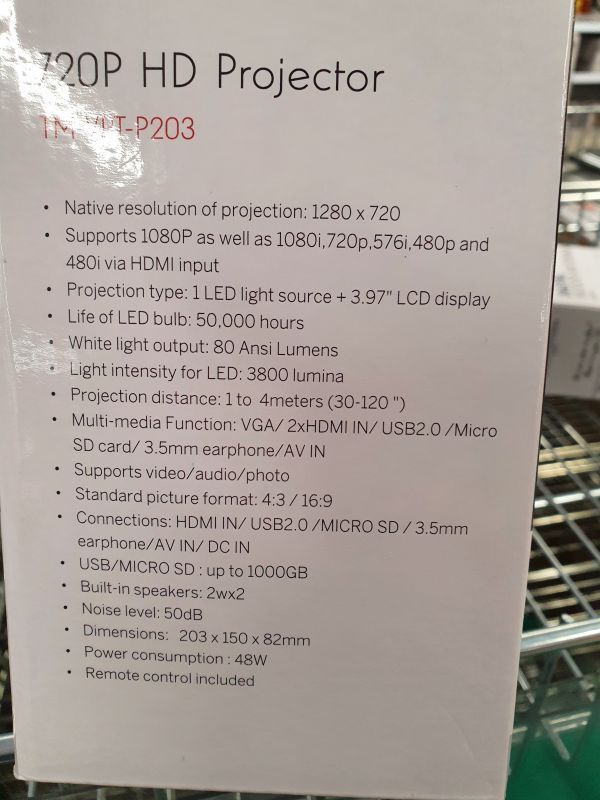 720P HD Projector
TM-VPT-P203
• Native resolution of projection: 1280 x 720
• Supports 1080P as well as 1080i,720p,576i,480p and
480i via HDMI input
• Projection type: 1 LED light source + 3.97" LCD display
• Life of LED bulb: 50,000 hours
• White light output: 80 Ansi Lumens
• Light intensity for LED: 3800 lumina
• Projection distance: 1 to 4meters (30-120 ")
• Multi-media Function: VGA/ 2xHDMI IN/ USB2.0 /Micro
SD card/ 3.5mm earphone/AV IN
• Supports video/audio/photo
• Standard picture format: 4:3 / 16:9
• Connections: HDMI IN/ USB2.0 /MICRO SD / 3.5mm
earphone/AV IN/ DC IN
• USB/MICRO SD : up to 1000GB
• Built-in speakers: 2wx2
• Noise level: 50dB
• Dimensions: 203 x 150 x 82mm
• Power consumption : 48W
• Remote control included